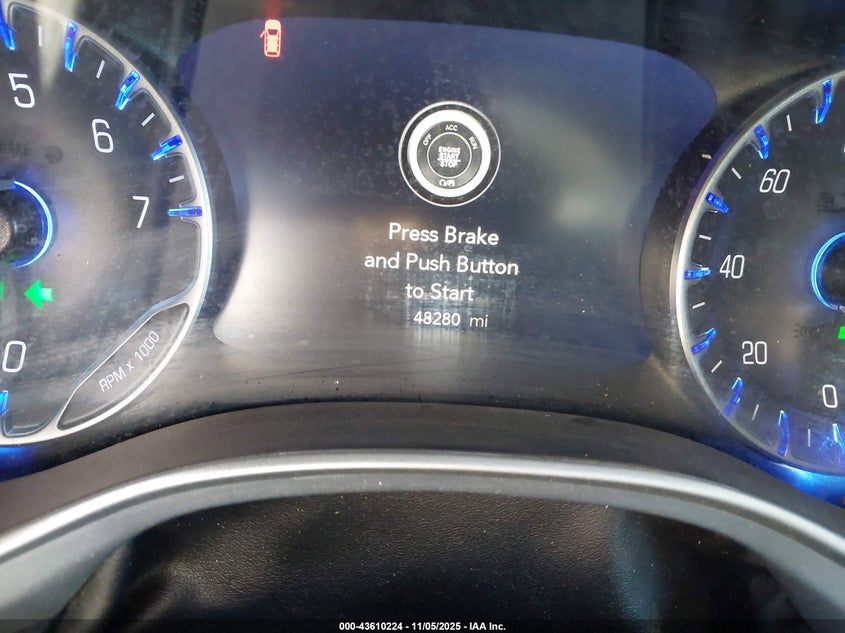 5
6
7
0
RPM x 1000
OFF
ACC
RUN
ENGINE
START
STOP
Press Brake
and Push Button
to Start
48280 mi
60
40
20
0
000-43610224 - 11/05/2025 - IAA Inc.